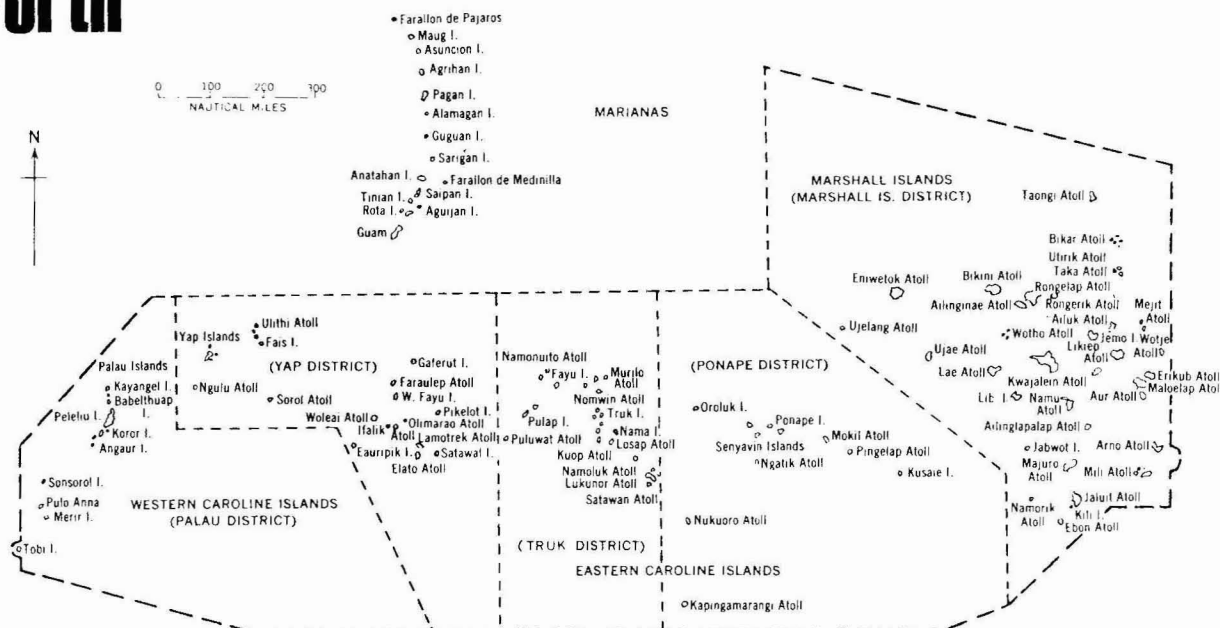 orth
Farallon de Pajaros
Maug I.
Asuncion I.
Agrihan I.
0 100 200 300
NAUTICAL MILES
Pagan I.
MARIANAS
Alamagan I.
N
Guguan I.
Sarigan I.
Anatahan I.
Farallon de Medinilla
Tinian I.
Saipan I.
Rota I.
Aguijan I.
Guam
MARSHALL ISLANDS
(MARSHALL IS. DISTRICT)
Taongi Atoll
Bikar Atoll
Utirik Atoll
Taka Atoll
Eniwetok Atoll
Bikini Atoll
Rongelap Atoll
Ailinginae Atoll
Rongerik Atoll
Mejit
Atoll
Ailuk Atoll
Ujelang Atoll
Wotho Atoll
Jemo I.
Wotje
Atoll
Likiep
Atoll
Ujae Atoll
Lae Atoll
Kwajalein Atoll
Erikub Atoll
Maloelap Atoll
Lib I.
Namu
Atoll
Aur Atoll
Ailinglapalap Atoll
Jabwot I.
Arno Atoll
Majuro
Atoll
Mili Atoll
Namorik
Atoll
Jaluit Atoll
Kili I.
Ebon Atoll
Ulithi Atoll
Yap Islands
Fais I.
(YAP DISTRICT)
Gaferut I.
Palau Islands
Kayangel I.
Babelthuap
I.
Ngulu Atoll
Sorol Atoll
Faraulep Atoll
W. Fayu I.
Peleliu I.
Koror I.
Angaur I.
Woleai Atoll
Pikelot I.
Olimarao Atoll
Ifalik
Atoll
Lamotrek Atoll
Eauripik I.
Satawal I.
Elato Atoll
Sonsorol I.
Pulo Anna
Merir I.
Tobi I.
WESTERN CAROLINE ISLANDS
(PALAU DISTRICT)
Namonuito Atoll
Fayu I.
Murilo
Atoll
Nomwin Atoll
Truk I.
Pulap I.
Nama I.
Puluwat Atoll
Losap Atoll
Kuop Atoll
Namoluk Atoll
Lukunor Atoll
Satawan Atoll
(TRUK DISTRICT)
(PONAPE DISTRICT)
Oroluk I.
Ponape I.
Senyavin Islands
Mokil Atoll
Pingelap Atoll
Ngatik Atoll
Kusaie I.
Nukuoro Atoll
EASTERN CAROLINE ISLANDS
Kapingamarangi Atoll